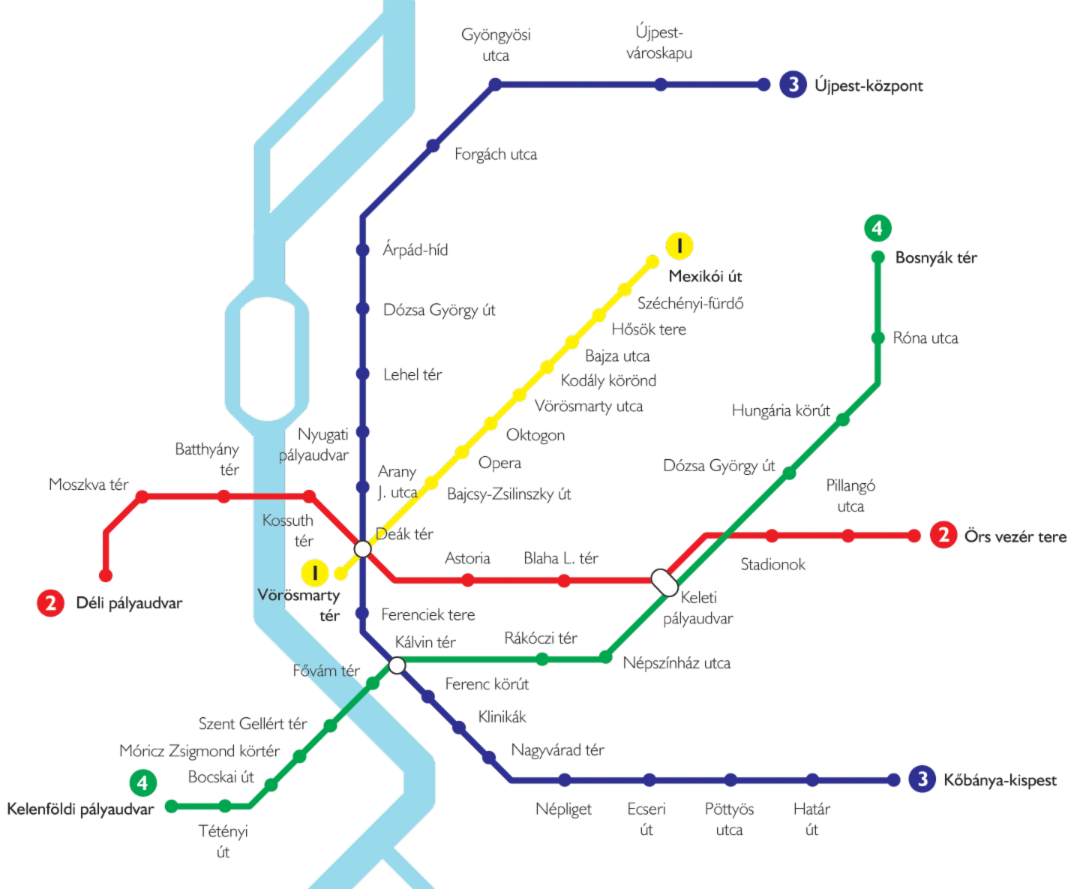 Gyöngyösi
utca
Újpest-
városkapu
3 Újpest-központ
Forgách utca
Árpád-híd
Dózsa György út
Lehel tér
Nyugati
pályaudvar
Arany
J. utca
Deák tér
1
Mexikói út
Széchényi-fürdő
Hősök tere
Bajza utca
Kodály körönd
Vörösmarty utca
Oktogon
Opera
Bajcsy-Zsilinszky út
1
Vörösmarty
tér
4
Bosnyák tér
Róna utca
Hungária körút
Dózsa György út
Pillangó
utca
2 Örs vezér tere
Stadionok
Keleti
pályaudvar
Blaha L. tér
Astoria
Batthyány
tér
Moszkva tér
Kossuth
tér
2 Déli pályaudvar
Ferenciek tere
Kálvin tér
Rákóczi tér
Népszínház utca
Fővám tér
Ferenc körút
Szent Gellért tér
Klinikák
Móricz Zsigmond körtér
Nagyvárad tér
Bocskai út
4
Kelenföldi pályaudvar
Tétényi
út
3 Kőbánya-kispest
Népliget
Ecseri
út
Pöttyös
utca
Határ
út